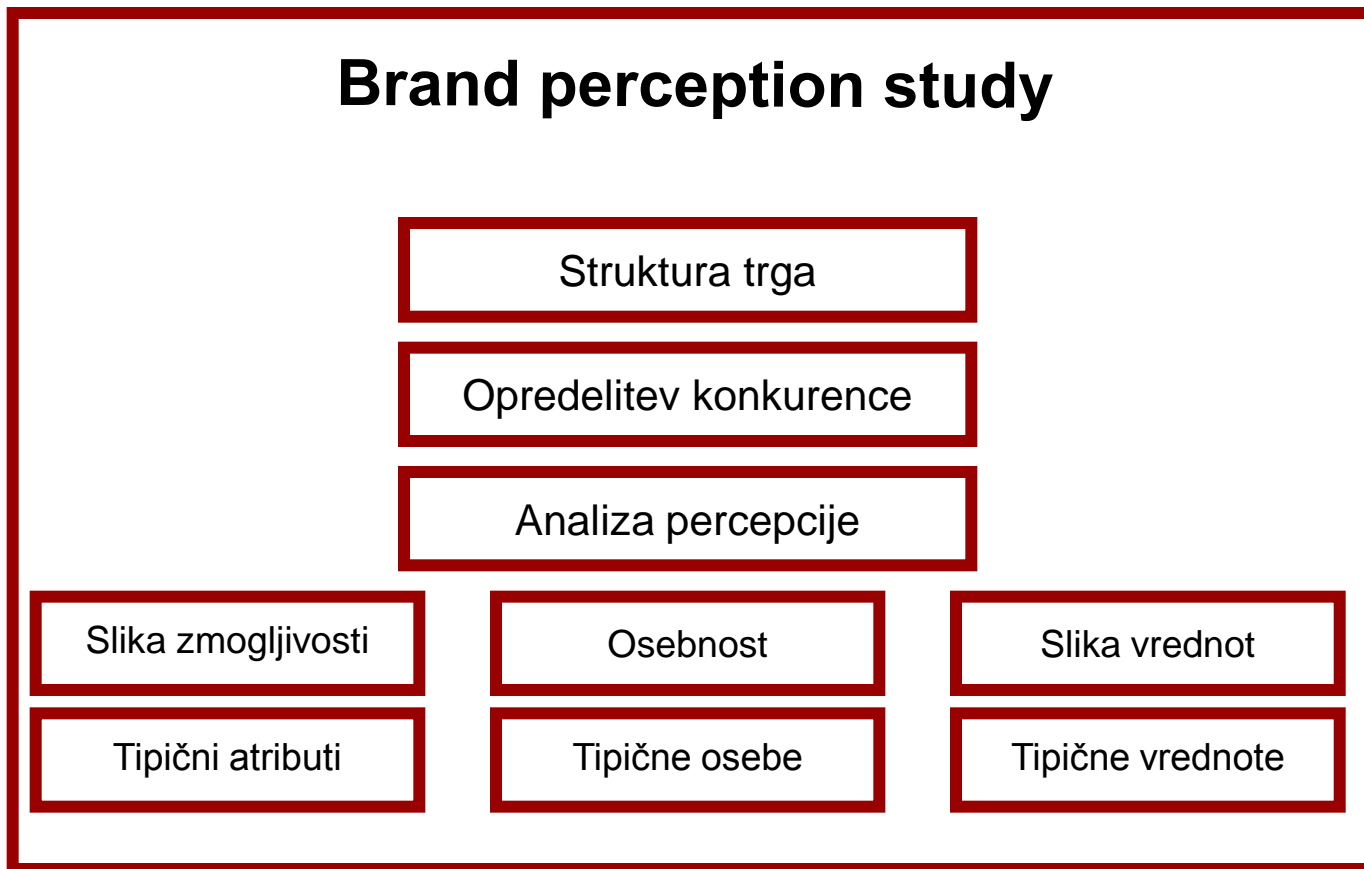 Brand perception study
Struktura trga
Opredelitev konkurence
Analiza percepcije
Slika zmogljivosti
Osebnost
Slika vrednot
Tipični atributi
Tipične osebe
Tipične vrednote